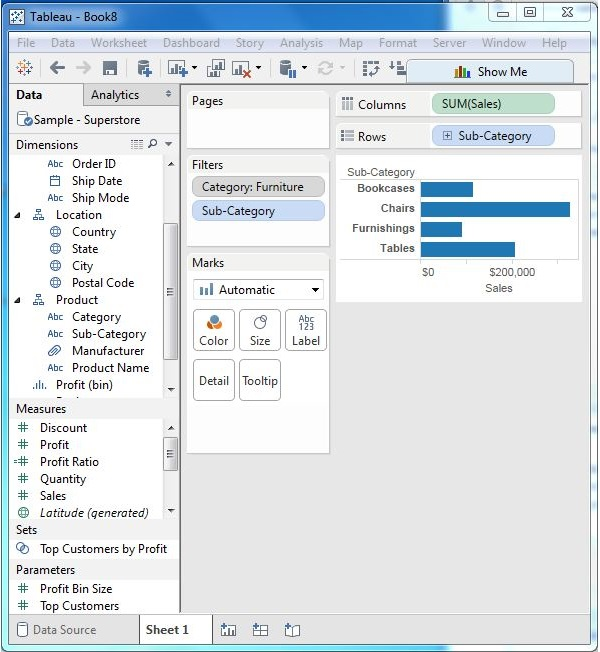 Tableau - Book8
File Data Worksheet Dashboard Story Analysis Map Format Server Window Help
Show Me
Data Analytics
Sample - Superstore
Dimensions
Abc Order ID
Ship Date
Abc Ship Mode
Location
Country
State
City
Postal Code
Product
Abc Category
Abc Sub-Category
Manufacturer
Abc Product Name
Profit (bin)
Measures
# Discount
# Profit
=# Profit Ratio
# Quantity
# Sales
Latitude (generated)
Sets
Top Customers by Profit
Parameters
# Profit Bin Size
# Top Customers
Pages
Filters
Category: Furniture
Sub-Category
Marks
Automatic
Color
Size
Abc
123
Label
Detail
Tooltip
Columns SUM(Sales)
Rows Sub-Category
Sub-Category
Bookcases
Chairs
Furnishings
Tables
$0 $200,000
Sales
Data Source Sheet 1